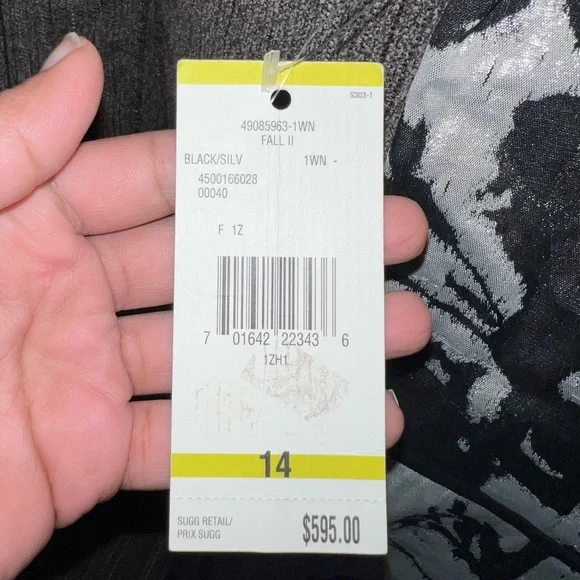 S303-1
49085963-1WN
FALL II
BLACK/SILV 1WN -
4500166028
00040
F 1Z
7 01642 22343 6
1ZH1
14
SUGG RETAIL/
PRIX SUGG
$595.00